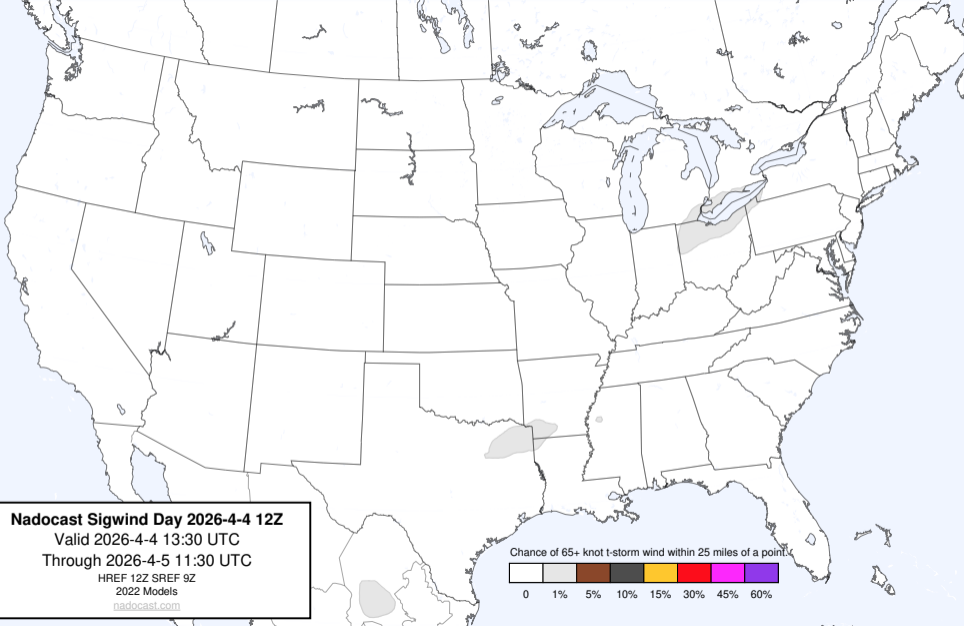 Nadocast Sigwind Day 2026-4-4 12Z
Valid 2026-4-4 13:30 UTC
Through 2026-4-5 11:30 UTC
HREF 12Z SREF 9Z
2022 Models
nadocast.com
Chance of 65+ knot t-storm wind within 25 miles of a point.
0 1% 5% 10% 15% 30% 45% 60%